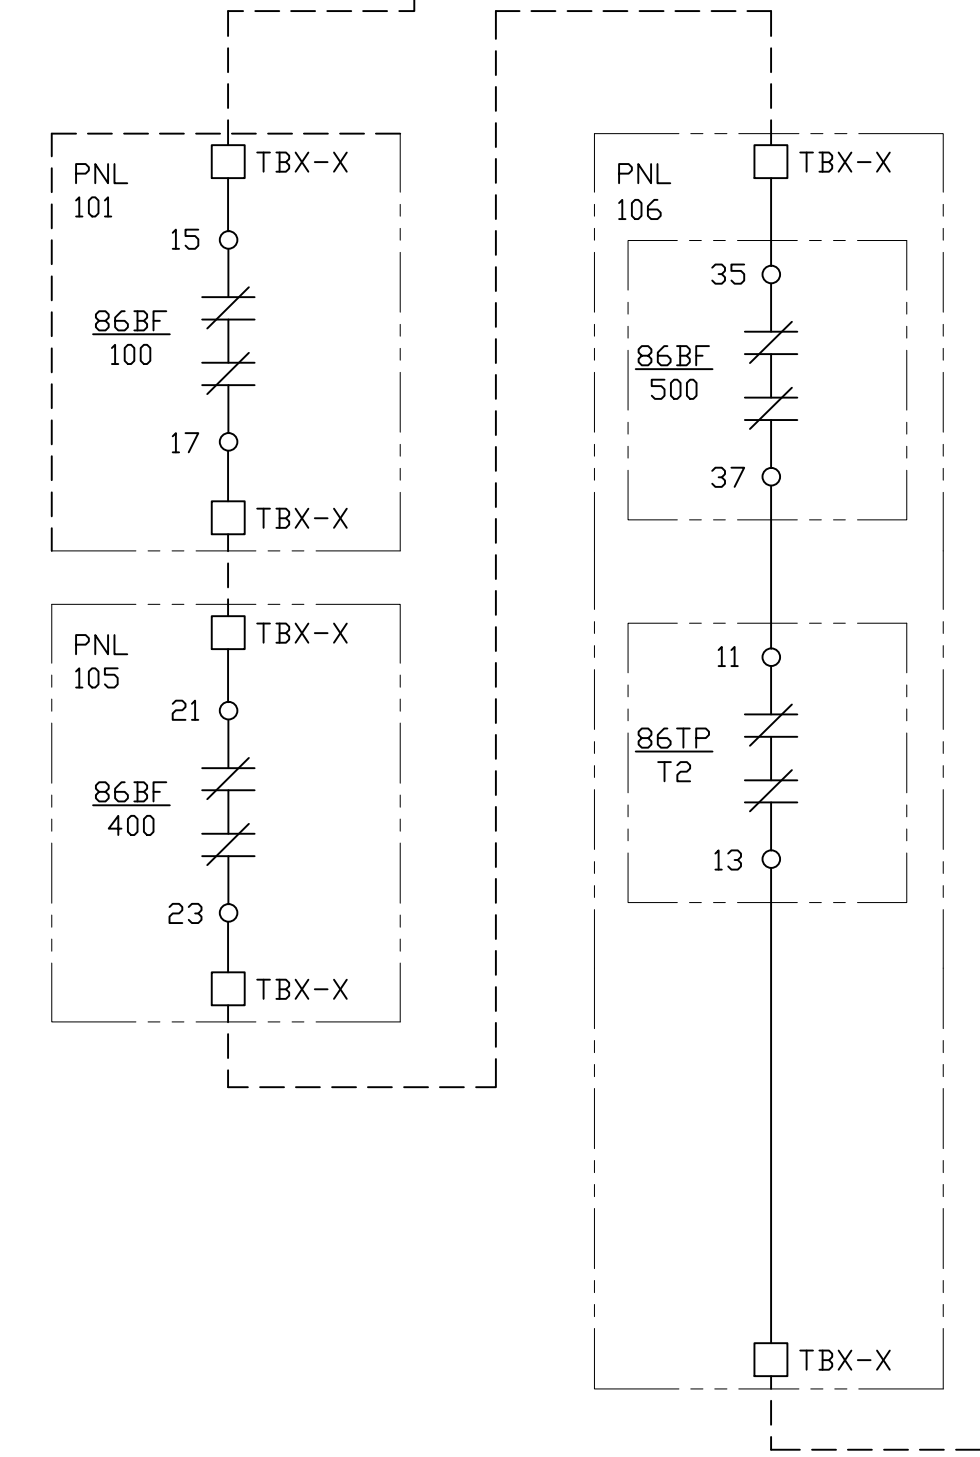 PNL
101
TBX-X
15
86BF
100
17
TBX-X
PNL
105
TBX-X
21
86BF
400
23
TBX-X
PNL
106
TBX-X
35
86BF
500
37
11
86TP
T2
13
TBX-X